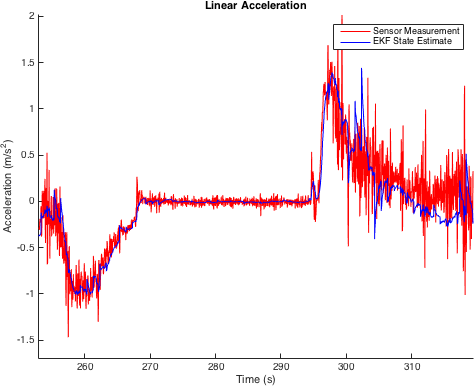 Linear Acceleration
Sensor Measurement
EKF State Estimate
2
1.5
1
0.5
0
-0.5
-1
-1.5
Acceleration (m/s²)
260 270 280 290 300 310
Time (s)